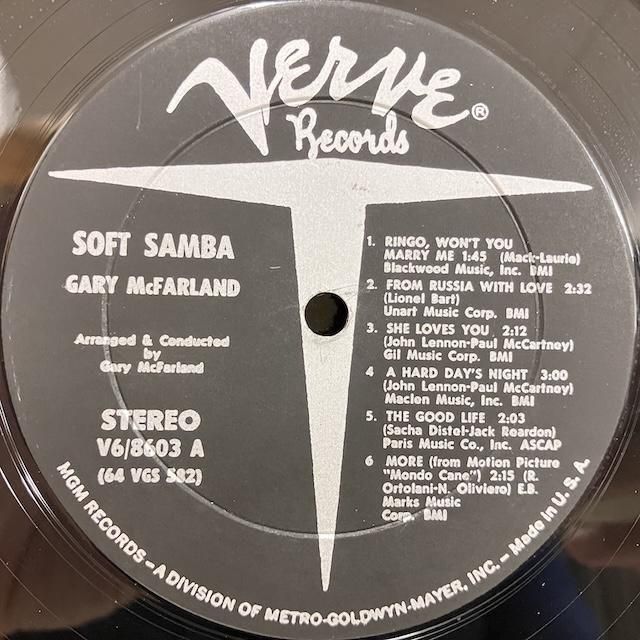 Verve®
Records
SOFT SAMBA
GARY McFARLAND
Arranged & Conducted
by
Gary McFarland
STEREO
V6/8603 A
(64 VGS 582)
1. RINGO, WON'T YOU
MARRY ME 1:45 (Mack-Laurie)
Blackwood Music, Inc. BMI
2. FROM RUSSIA WITH LOVE 2:32
(Lionel Bart)
Unart Music Corp. BMI
3. SHE LOVES YOU 2:12
(John Lennon-Paul McCartney)
Gil Music Corp. BMI
4 A HARD DAY'S NIGHT 3:00
(John Lennon-Paul McCartney)
Maclen Music, Inc. BMI
5. THE GOOD LIFE 2:03
(Sacha Distel-Jack Reardon)
Paris Music Co., Inc. ASCAP
6 MORE (from Motion Picture
"Mondo Cane") 2:15 (R.
Ortolani-N. Oliviero) E.B.
Marks Music
Corp. BMI
MGM RECORDS—A DIVISION OF METRO-GOLDWYN-MAYER, INC.—Made in U. S. A.